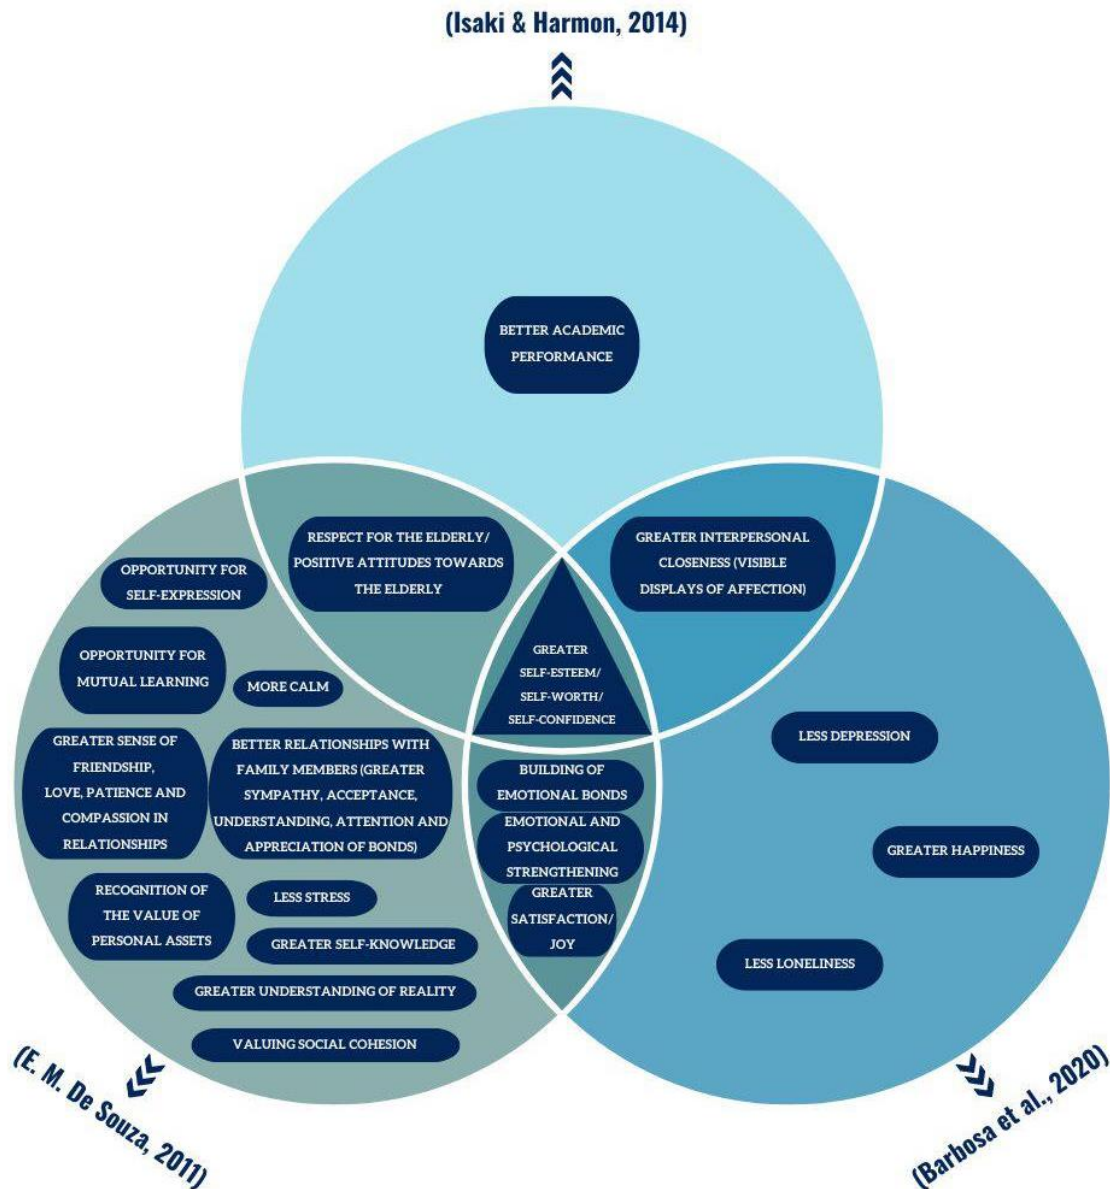 (Isaki & Harmon, 2014)
BETTER ACADEMIC
PERFORMANCE
RESPECT FOR THE ELDERLY/
POSITIVE ATTITUDES TOWARDS
THE ELDERLY
GREATER INTERPERSONAL
CLOSENESS (VISIBLE
DISPLAYS OF AFFECTION)
OPPORTUNITY FOR
SELF-EXPRESSION
OPPORTUNITY FOR
MUTUAL LEARNING
MORE CALM
GREATER
SELF-ESTEEM/
SELF-WORTH/
SELF-CONFIDENCE
GREATER SENSE OF
FRIENDSHIP,
LOVE, PATIENCE AND
COMPASSION IN
RELATIONSHIPS
BETTER RELATIONSHIPS WITH
FAMILY MEMBERS (GREATER
SYMPATHY, ACCEPTANCE,
UNDERSTANDING, ATTENTION AND
APPRECIATION OF BONDS)
BUILDING OF
EMOTIONAL BONDS
EMOTIONAL AND
PSYCHOLOGICAL
STRENGTHENING
GREATER
SATISFACTION/
JOY
LESS DEPRESSION
GREATER HAPPINESS
LESS LONELINESS
RECOGNITION OF
THE VALUE OF
PERSONAL ASSETS
LESS STRESS
GREATER SELF-KNOWLEDGE
GREATER UNDERSTANDING OF REALITY
VALUING SOCIAL COHESION
(E. M. De Souza, 2011)
(Barbosa et al., 2020)